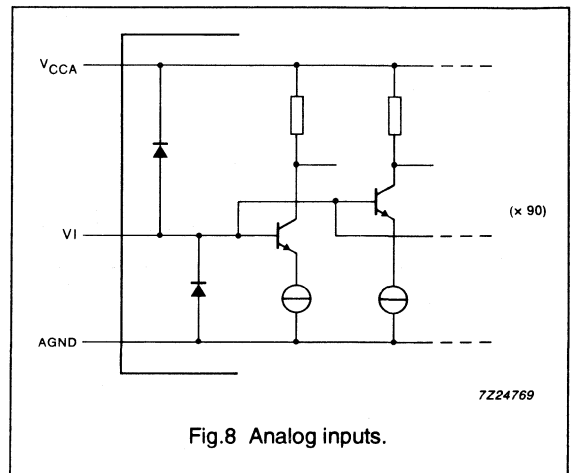 VCCA
(× 90)
VI
AGND
7Z24769
Fig.8 Analog inputs.